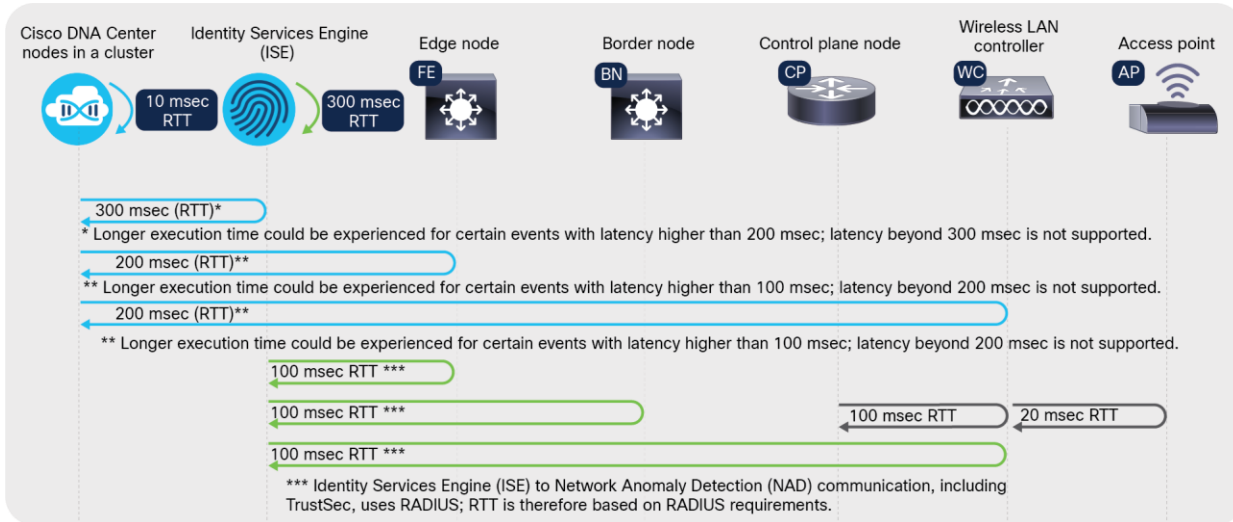 Cisco DNA Center
nodes in a cluster
Identity Services Engine
(ISE)
Edge node
Border node
Control plane node
Wireless LAN
controller
Access point
10 msec
RTT
300 msec
RTT
FE
BN
CP
WC
AP
300 msec (RTT)*
* Longer execution time could be experienced for certain events with latency higher than 200 msec; latency beyond 300 msec is not supported.
200 msec (RTT)**
** Longer execution time could be experienced for certain events with latency higher than 100 msec; latency beyond 200 msec is not supported.
200 msec (RTT)**
** Longer execution time could be experienced for certain events with latency higher than 100 msec; latency beyond 200 msec is not supported.
100 msec RTT ***
100 msec RTT ***
100 msec RTT
20 msec RTT
100 msec RTT ***
*** Identity Services Engine (ISE) to Network Anomaly Detection (NAD) communication, including
TrustSec, uses RADIUS; RTT is therefore based on RADIUS requirements.